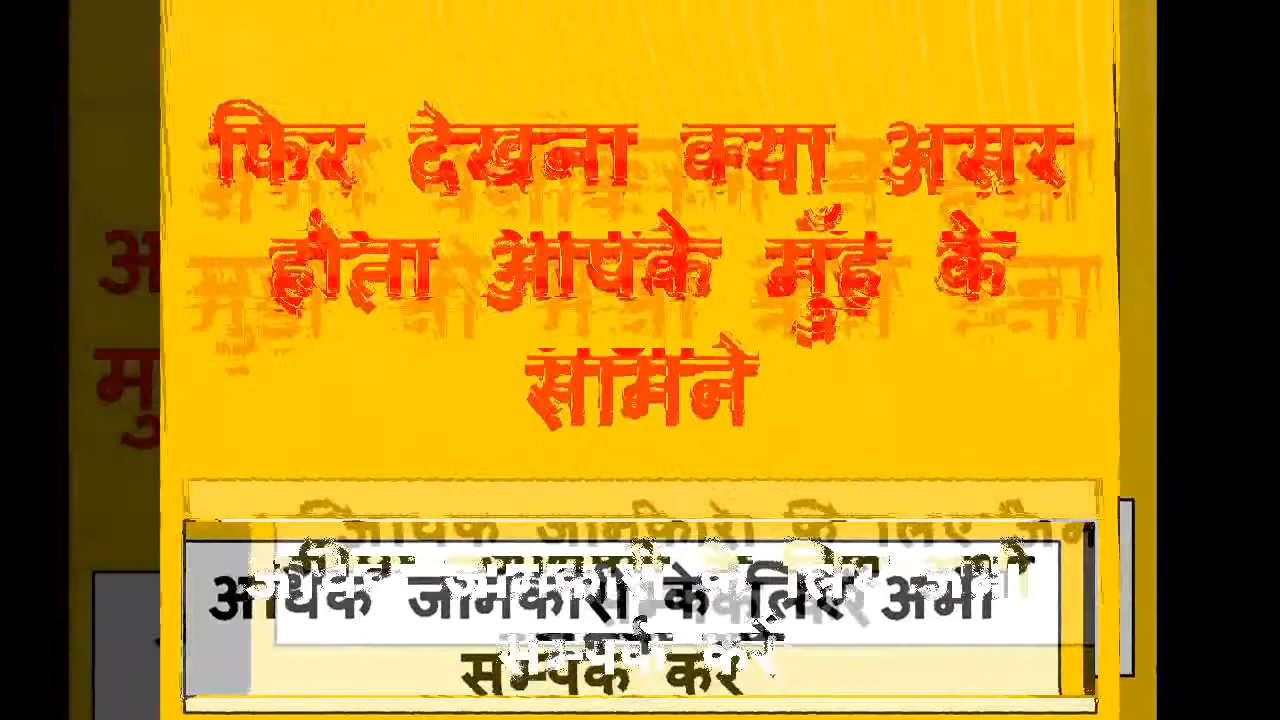 फिर देखना क्या असर
होता आपके मुँह के
सामने
अधिक जानकारी के लिए अभी
सम्पर्क करे